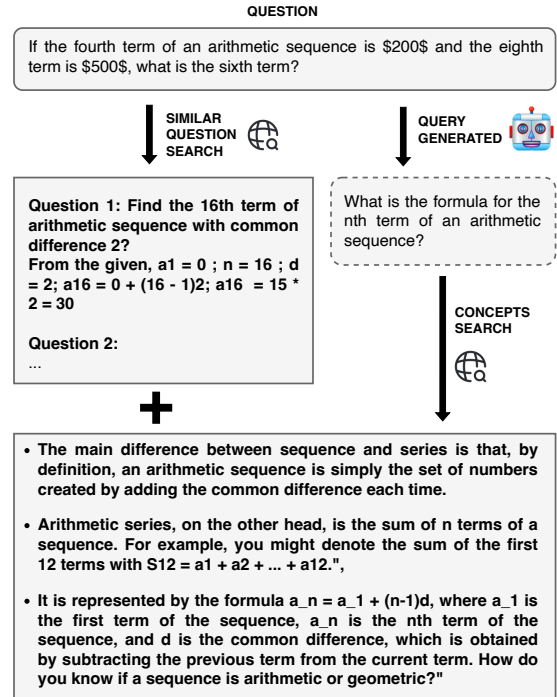 QUESTION
If the fourth term of an arithmetic sequence is $200$ and the eighth
term is $500$, what is the sixth term?
SIMILAR
QUESTION
SEARCH
QUERY
GENERATED
Question 1: Find the 16th term of
arithmetic sequence with common
difference 2?
From the given, a1 = 0 ; n = 16 ; d
= 2; a16 = 0 + (16 - 1)2; a16 = 15 *
2 = 30
Question 2:
...
What is the formula for the
nth term of an arithmetic
sequence?
CONCEPTS
SEARCH
+
• The main difference between sequence and series is that, by
definition, an arithmetic sequence is simply the set of numbers
created by adding the common difference each time.
• Arithmetic series, on the other head, is the sum of n terms of a
sequence. For example, you might denote the sum of the first
12 terms with S12 = a1 + a2 + ... + a12.",
• It is represented by the formula a_n = a_1 + (n-1)d, where a_1 is
the first term of the sequence, a_n is the nth term of the
sequence, and d is the common difference, which is obtained
by subtracting the previous term from the current term. How do
you know if a sequence is arithmetic or geometric?"